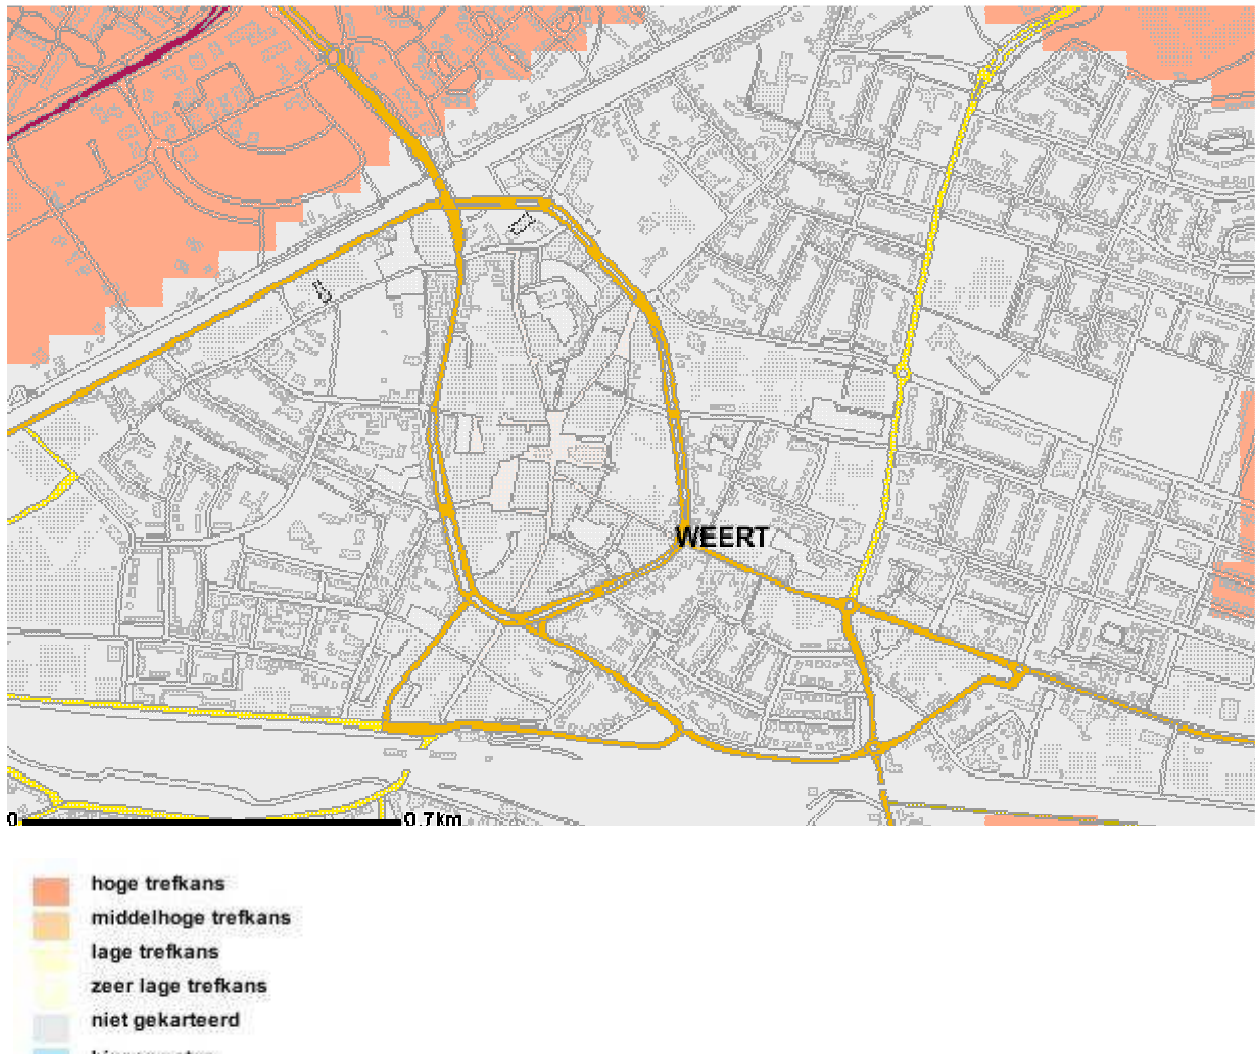 WEERT
0 0.7km
hoge trefkans
middelhoge trefkans
lage trefkans
zeer lage trefkans
niet gekarteerd